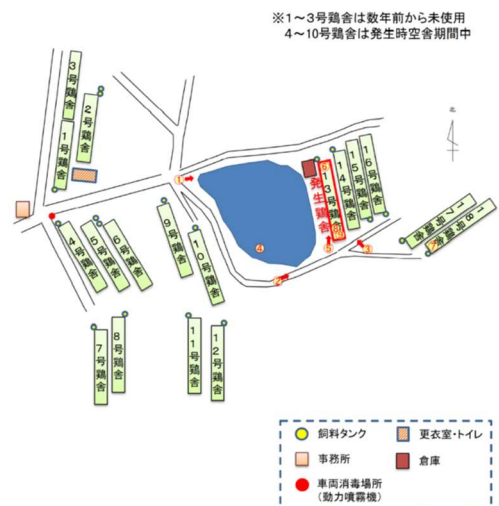 ※1～3号鶏舎は数年前から未使用
4～10号鶏舎は発生時空舎期間中
3号鶏舎
2号鶏舎
1号鶏舎
北
16号鶏舎
15号鶏舎
14号鶏舎
13号鶏舎
発生鶏舎
17号鶏舎
18号鶏舎
①
②
③
④
⑤
⑥
9号鶏舎
10号鶏舎
4号鶏舎
5号鶏舎
6号鶏舎
7号鶏舎
8号鶏舎
11号鶏舎
12号鶏舎
飼料タンク
更衣室・トイレ
事務所
倉庫
車両消毒場所
(動力噴霧機)